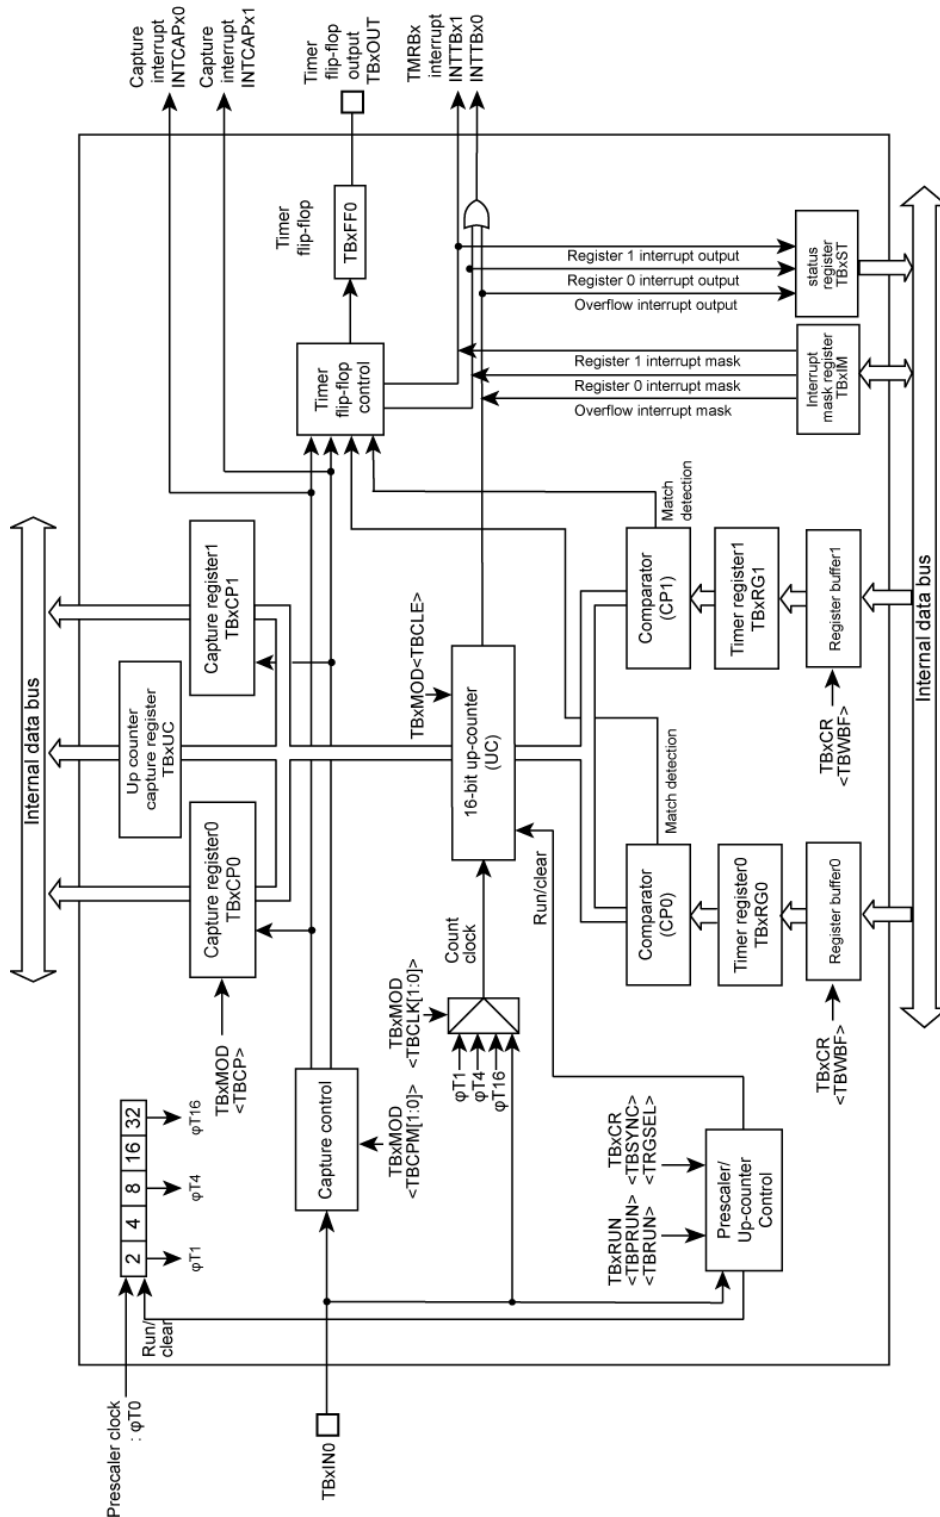 Prescaler clock
: φT0
Run/
clear
2
4
8
16
32
φT1
φT4
φT16
TBxMOD
<TBCP>
Internal data bus
Capture register0
TBxCP0
Up counter
capture register
TBxUC
Capture register1
TBxCP1
Capture
interrupt
INTCAPx0
Capture
interrupt
INTCAPx1
TBxIN0
Capture control
TBxMOD
<TBCPM[1:0]>
Timer
flip-flop
control
Timer
flip-flop
TBxFF0
Timer
flip-flop
output
TBxOUT
TMRBx
interrupt
INTTBx1
INTTBx0
TBxMOD
<TBCLK[1:0]>
φT1
φT4
φT16
Count
clock
TBxMOD<TBCLE>
16-bit up-counter
(UC)
Run/clear
TBxRUN
<TBPRUN>
<TBRUN>
TBxCR
<TBSYNC>
<TRGSEL>
Prescaler/
Up-counter
Control
Match detection
Match
detection
Comparator
(CP0)
Comparator
(CP1)
Timer register0
TBxRG0
Timer register1
TBxRG1
TBxCR
<TBWBF>
Register buffer0
TBxCR
<TBWBF>
Register buffer1
Register 1 interrupt mask
Register 0 interrupt mask
Overflow interrupt mask
Register 1 interrupt output
Register 0 interrupt output
Overflow interrupt output
Interrupt
mask register
TBxIM
status
register
TBxST
Internal data bus